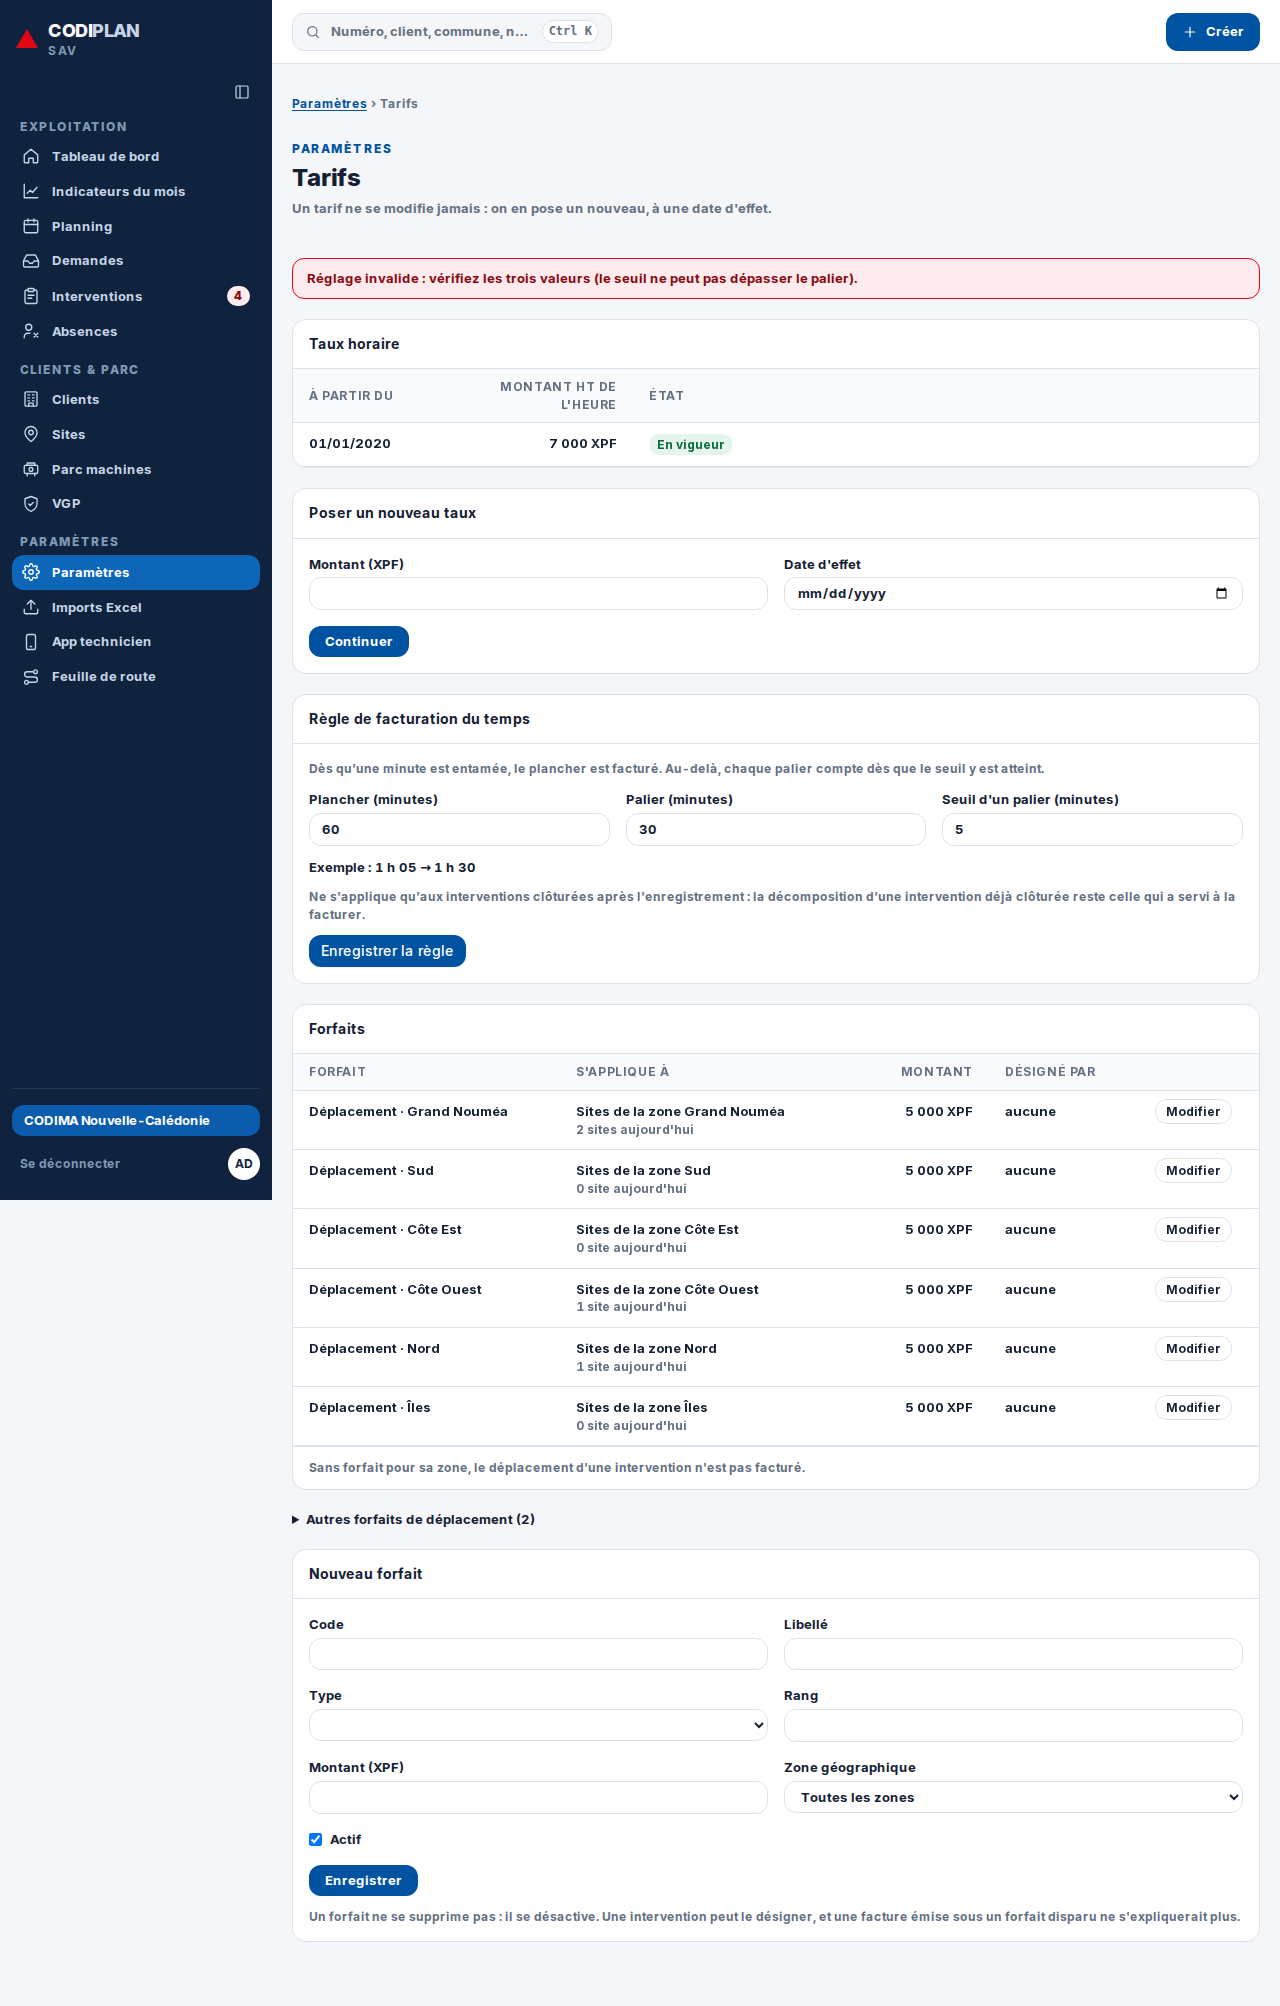 CODIPLAN
SAV
EXPLOITATION
Tableau de bord
Indicateurs du mois
Planning
Demandes
Interventions
4
Absences
CLIENTS & PARC
Clients
Sites
Parc machines
VGP
PARAMÈTRES
Paramètres
Imports Excel
App technicien
Feuille de route
CODIMA Nouvelle-Calédonie
Se déconnecter
AD
Numéro, client, commune, n…
Ctrl K
Créer
Paramètres › Tarifs
PARAMÈTRES
Tarifs
Un tarif ne se modifie jamais : on en pose un nouveau, à une date d'effet.
Réglage invalide : vérifiez les trois valeurs (le seuil ne peut pas dépasser le palier).
Taux horaire
À PARTIR DU
MONTANT HT DE
L'HEURE
ÉTAT
01/01/2020
7 000 XPF
En vigueur
Poser un nouveau taux
Montant (XPF)
Date d'effet
mm/dd/yyyy
Continuer
Règle de facturation du temps
Dès qu'une minute est entamée, le plancher est facturé. Au-delà, chaque palier compte dès que le seuil y est atteint.
Plancher (minutes)
Palier (minutes)
Seuil d'un palier (minutes)
60
30
5
Exemple : 1 h 05 → 1 h 30
Ne s'applique qu'aux interventions clôturées après l'enregistrement : la décomposition d'une intervention déjà clôturée reste celle qui a servi à la
facturer.
Enregistrer la règle
Forfaits
FORFAIT
S'APPLIQUE À
MONTANT
DÉSIGNÉ PAR
Déplacement · Grand Nouméa
Sites de la zone Grand Nouméa
2 sites aujourd'hui
5 000 XPF
aucune
Modifier
Déplacement · Sud
Sites de la zone Sud
0 site aujourd'hui
5 000 XPF
aucune
Modifier
Déplacement · Côte Est
Sites de la zone Côte Est
0 site aujourd'hui
5 000 XPF
aucune
Modifier
Déplacement · Côte Ouest
Sites de la zone Côte Ouest
1 site aujourd'hui
5 000 XPF
aucune
Modifier
Déplacement · Nord
Sites de la zone Nord
1 site aujourd'hui
5 000 XPF
aucune
Modifier
Déplacement · Îles
Sites de la zone Îles
0 site aujourd'hui
5 000 XPF
aucune
Modifier
Sans forfait pour sa zone, le déplacement d'une intervention n'est pas facturé.
Autres forfaits de déplacement (2)
Nouveau forfait
Code
Libellé
Type
Rang
Montant (XPF)
Zone géographique
Toutes les zones
Actif
Enregistrer
Un forfait ne se supprime pas : il se désactive. Une intervention peut le désigner, et une facture émise sous un forfait disparu ne s'expliquerait plus.